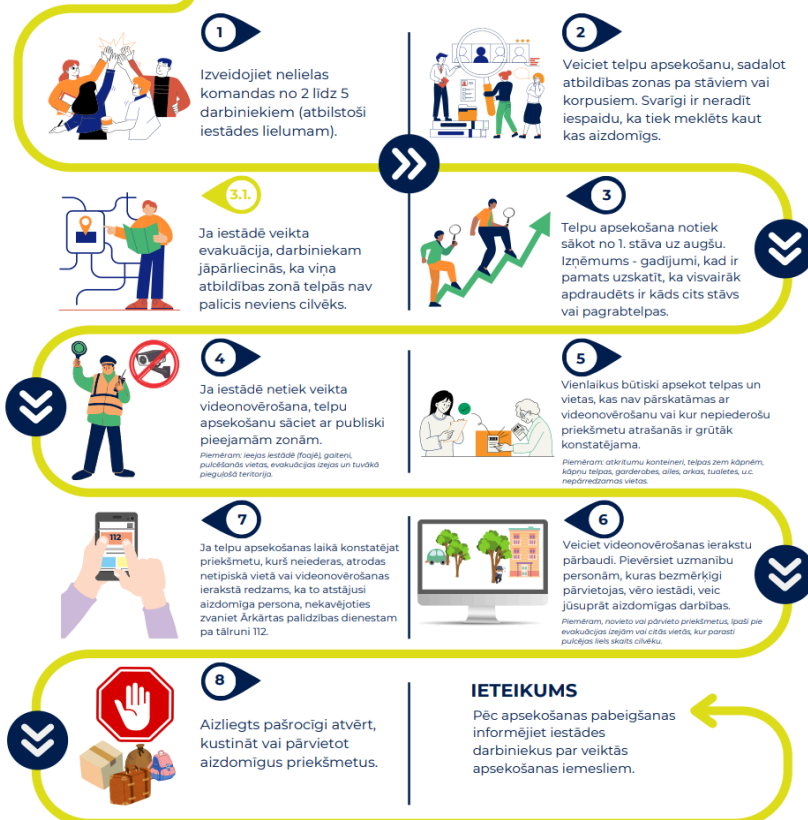 1
Izveidojiet nelielas
komandas no 2 līdz 5
darbiniekiem (atbilstoši
iestādes lielumam).
2
Veiciet telpu apsekošanu, sadalot
atbildības zonas pa stāviem vai
korpusiem. Svarīgi ir neradīt
iespaidu, ka tiek meklēts kaut
kas aizdomīgs.
3
Telpu apsekošana notiek
sākot no 1. stāva uz augšu.
Izņēmums - gadījumi, kad ir
pamats uzskatīt, ka visvairāk
apdraudēts ir kāds cits stāvs
vai pagrabtelpas.
3.1.
Ja iestādē veikta
evakuācija, darbiniekam
jāpārliecinās, ka viņa
atbildības zonā telpās nav
palicis neviens cilvēks.
4
Ja iestādē netiek veikta
videonovērošana, telpu
apsekošanu sāciet ar publiski
pieejamām zonām.
Piemēram: ieejas iestādē (foajē), gaiteņi,
pulcēšanās vietas, evakuācijas izejas un tuvākā
pieguļošā teritorija.
5
Vienlaikus būtiski apsekot telpas un
vietas, kas nav pārskatāmas ar
videonovērošanu vai kur nepiederošu
priekšmetu atrašanās ir grūtāk
konstatējama.
Piemēram: atkritumu konteineri, telpas zem kāpnēm,
kāpņu telpas, garderobes, ailes, arkas, tualetes, u.c.
nepārredzamas vietas.
6
Veiciet videonovērošanas ierakstu
pārbaudi. Pievērsiet uzmanību
personām, kuras bezmērķīgi
pārvietojas, vēro iestādi, veic
jūsuprāt aizdomīgas darbības.
Piemēram, novieto vai pārvieto priekšmetus, īpaši pie
evakuācijas izejām vai citās vietās, kur parasti
pulcējas liels skaits cilvēku.
7
Ja telpu apsekošanas laikā konstatējat
priekšmetu, kurš neiederas, atrodas
netipiskā vietā vai videonovērošanas
ierakstā redzams, ka to atstājusi
aizdomīga persona, nekavējoties
zvaniet Ārkārtas palīdzības dienestam
pa tālruni 112.
112
8
Aizliegts pašrocīgi atvērt,
kustināt vai pārvietot
aizdomīgus priekšmetus.
IETEIKUMS
Pēc apsekošanas pabeigšanas
informējiet iestādes
darbiniekus par veiktās
apsekošanas iemesliem.